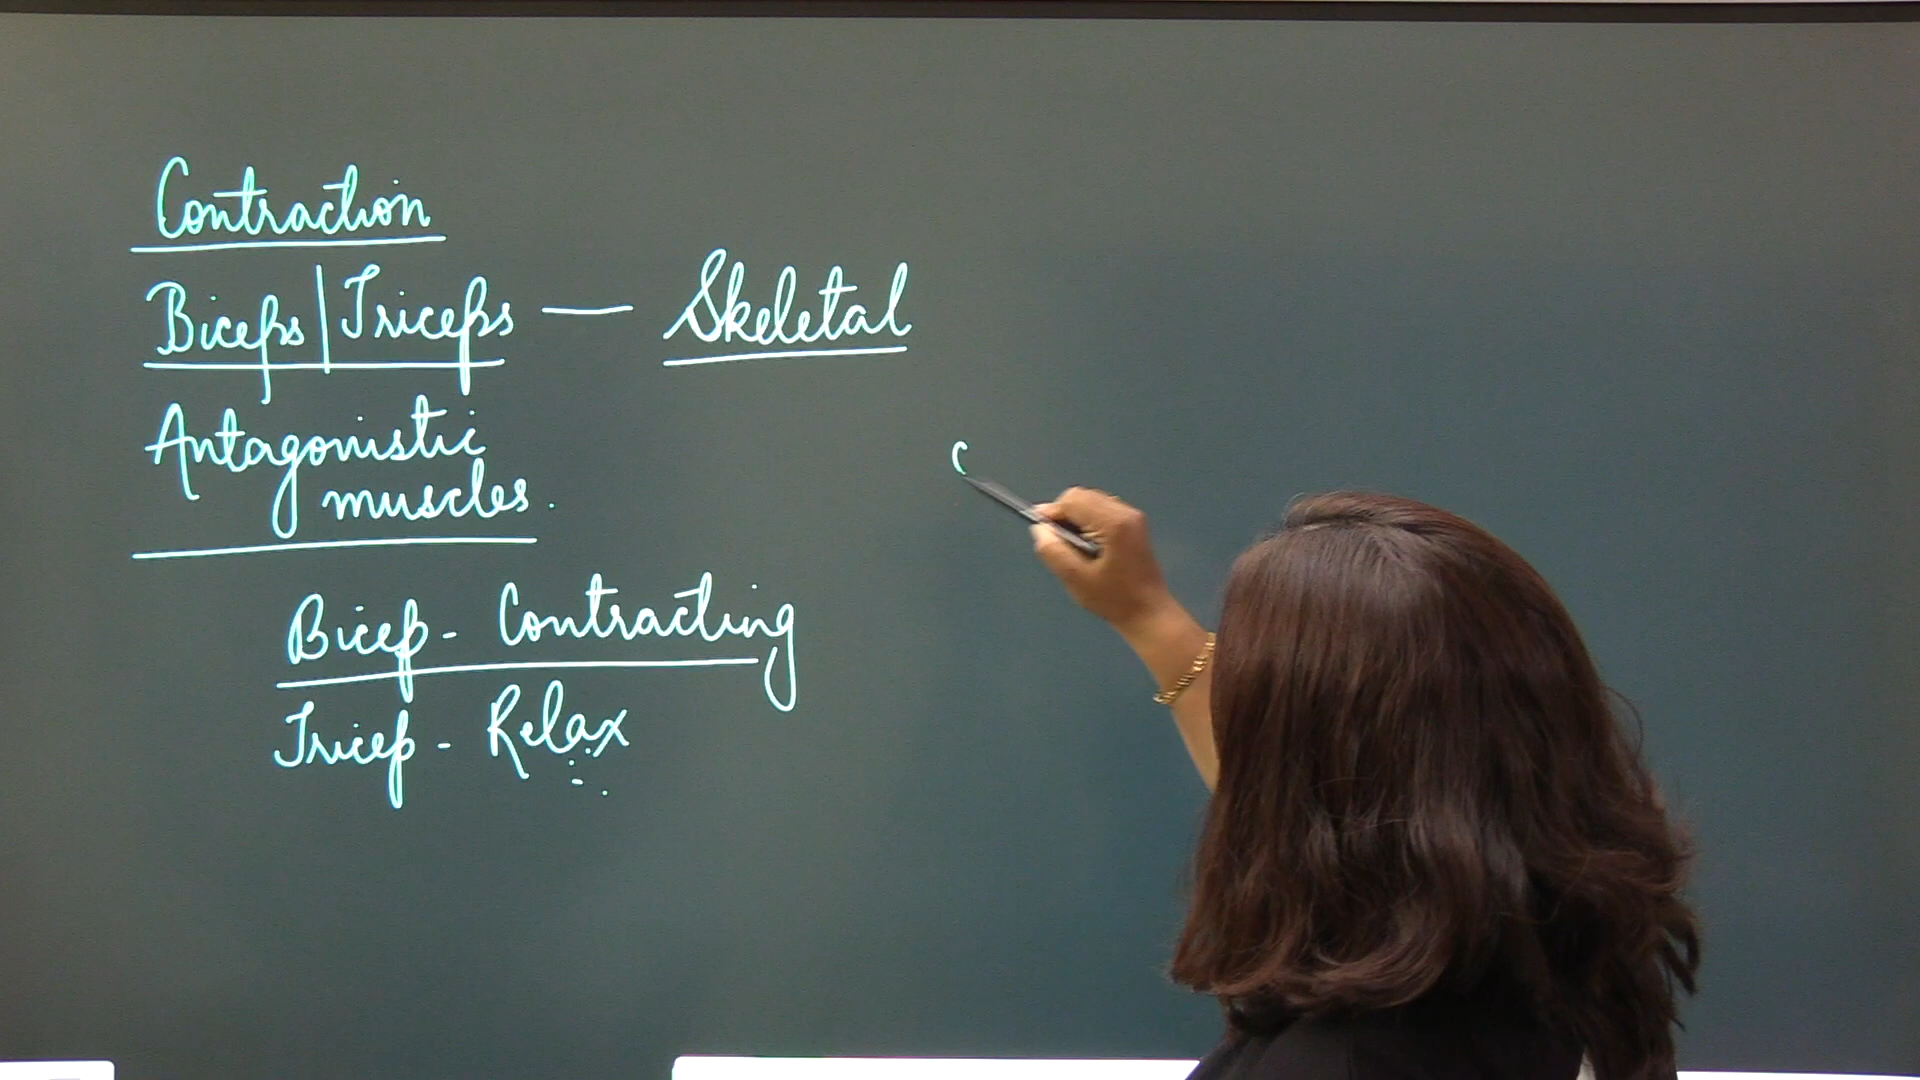 Contraction
Biceps | Triceps — Skeletal
Antagonistic
muscles.
Bicep - Contracting
Tricep - Relax